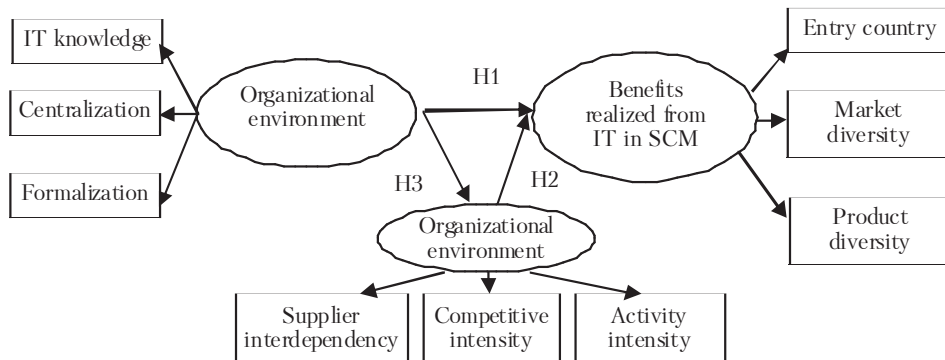 IT knowledge
Centralization
Formalization
Organizational
environment
H1
Benefits
realized from
IT in SCM
Entry country
Market
diversity
Product
diversity
H3
H2
Organizational
environment
Supplier
interdependency
Competitive
intensity
Activity
intensity